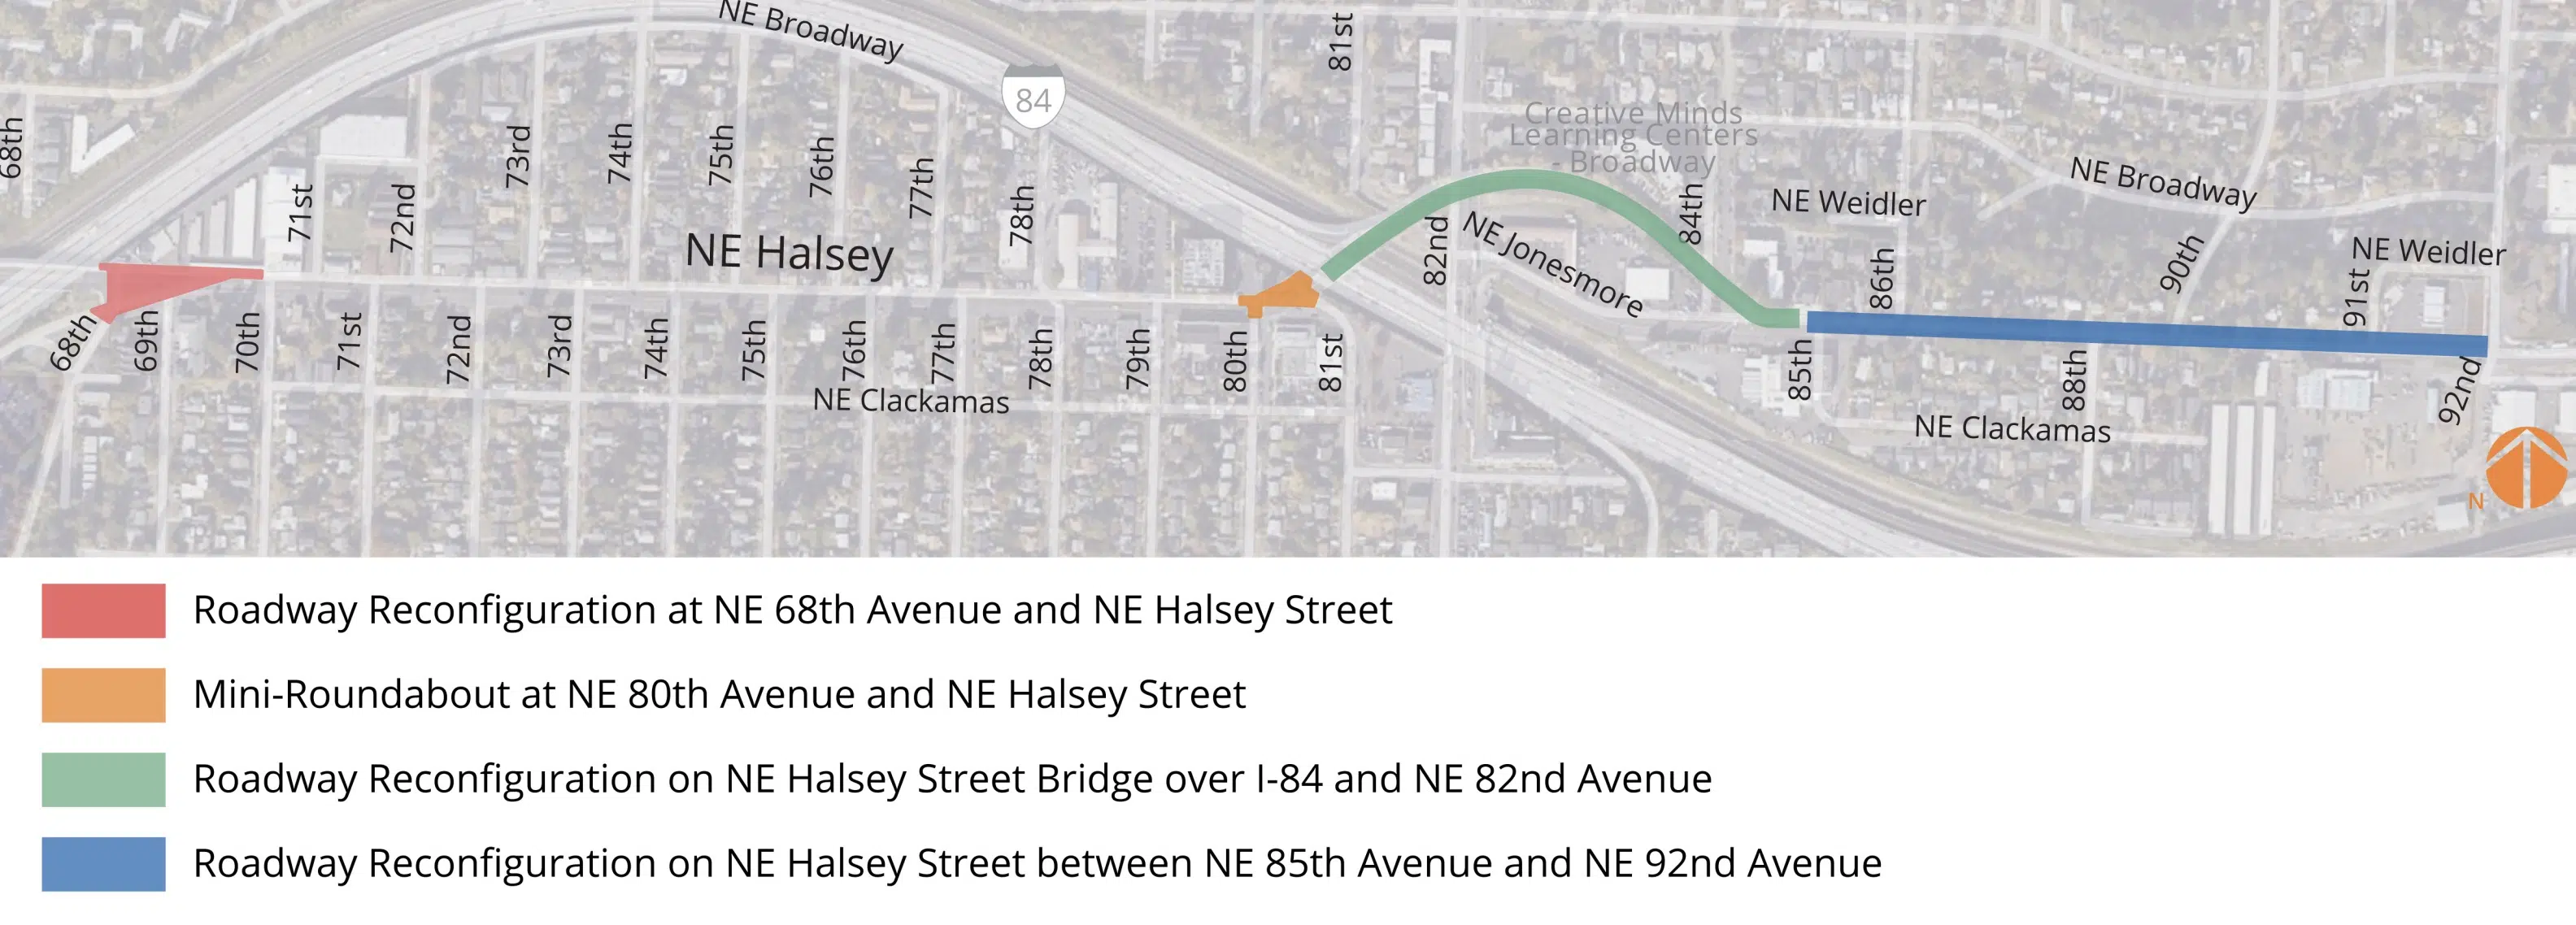 NE Broadway
84
81st
68th
Creative Minds
Learning Centers
- Broadway
73rd
74th
75th
76th
77th
78th
71st
72nd
NE Halsey
82nd
NE Jonesmore
84th
NE Weidler
86th
NE Broadway
90th
91st
NE Weidler
68th
69th
70th
71st
72nd
73rd
74th
75th
76th
77th
78th
79th
80th
81st
85th
88th
92nd
NE Clackamas
NE Clackamas
N
Roadway Reconfiguration at NE 68th Avenue and NE Halsey Street
Mini-Roundabout at NE 80th Avenue and NE Halsey Street
Roadway Reconfiguration on NE Halsey Street Bridge over I-84 and NE 82nd Avenue
Roadway Reconfiguration on NE Halsey Street between NE 85th Avenue and NE 92nd Avenue